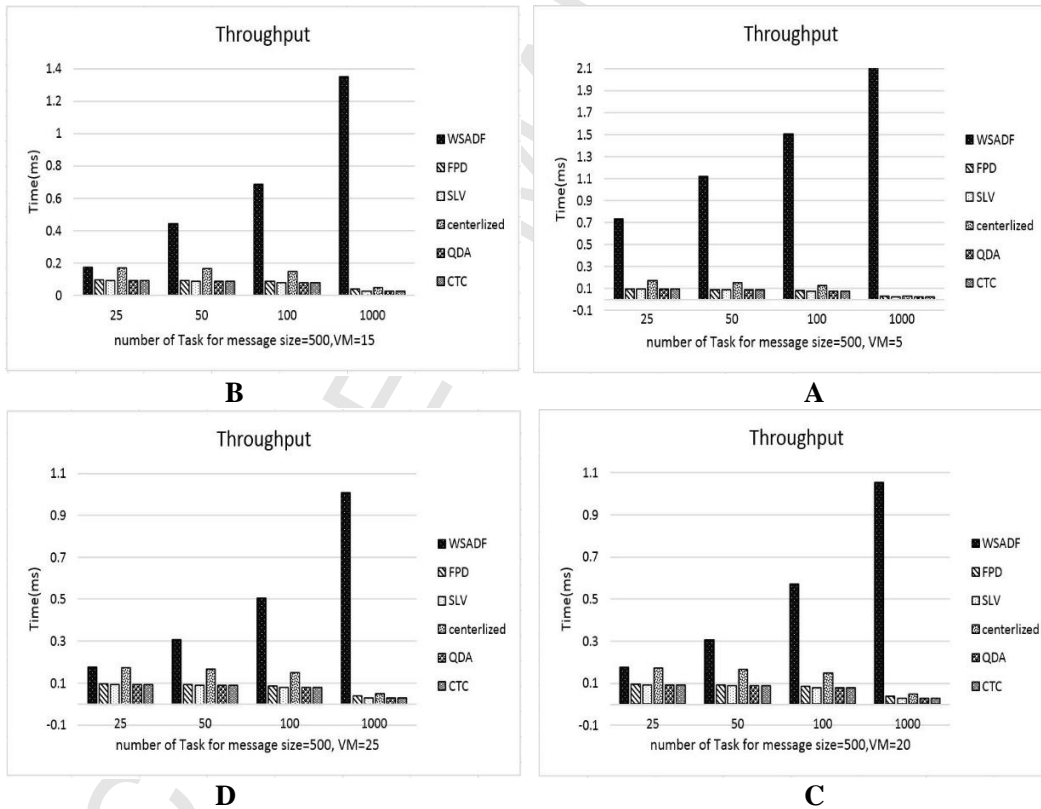 Throughput
Time(ms)
1.4
1.2
1
0.8
0.6
0.4
0.2
0
25 50 100 1000
number of Task for message size=500,VM=15
WSADF
FPD
SLV
centerlized
QDA
CTC
B
Throughput
Time(ms)
2.1
1.9
1.7
1.5
1.3
1.1
0.9
0.7
0.5
0.3
0.1
-0.1
25 50 100 1000
number of Task for message size=500, VM=5
WSADF
FPD
SLV
centerlized
QDA
CTC
A
Throughput
Time(ms)
1.1
0.9
0.7
0.5
0.3
0.1
-0.1
25 50 100 1000
number of Task for message size=500, VM=25
WSADF
FPD
SLV
centerlized
QDA
CTC
D
Throughput
Time(ms)
1.1
0.9
0.7
0.5
0.3
0.1
-0.1
25 50 100 1000
number of Task for message size=500,VM=20
WSADF
FPD
SLV
centerlized
QDA
CTC
C